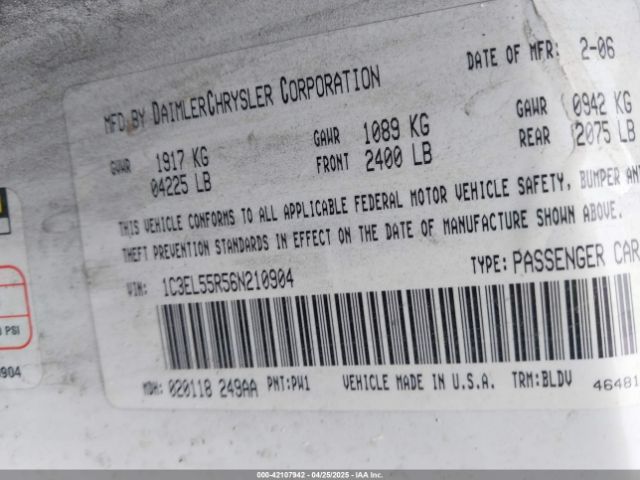 MFD BY DAIMLERCHRYSLER CORPORATION
DATE OF MFR: 2-06
GVWR 1917 KG
04225 LB
GAWR 1089 KG
FRONT 2400 LB
GAWR 0942 KG
REAR 2075 LB
THIS VEHICLE CONFORMS TO ALL APPLICABLE FEDERAL MOTOR VEHICLE SAFETY, BUMPER AND
THEFT PREVENTION STANDARDS IN EFFECT ON THE DATE OF MANUFACTURE SHOWN ABOVE.
VIN: 1C3EL55R56N210904
TYPE: PASSENGER CAR
MDH: 020118 249AA PNT:PW1 VEHICLE MADE IN U.S.A. TRM:BLDV 46481
PSI
0904
000-42107942 - 04/25/2025 - IAAI.COM